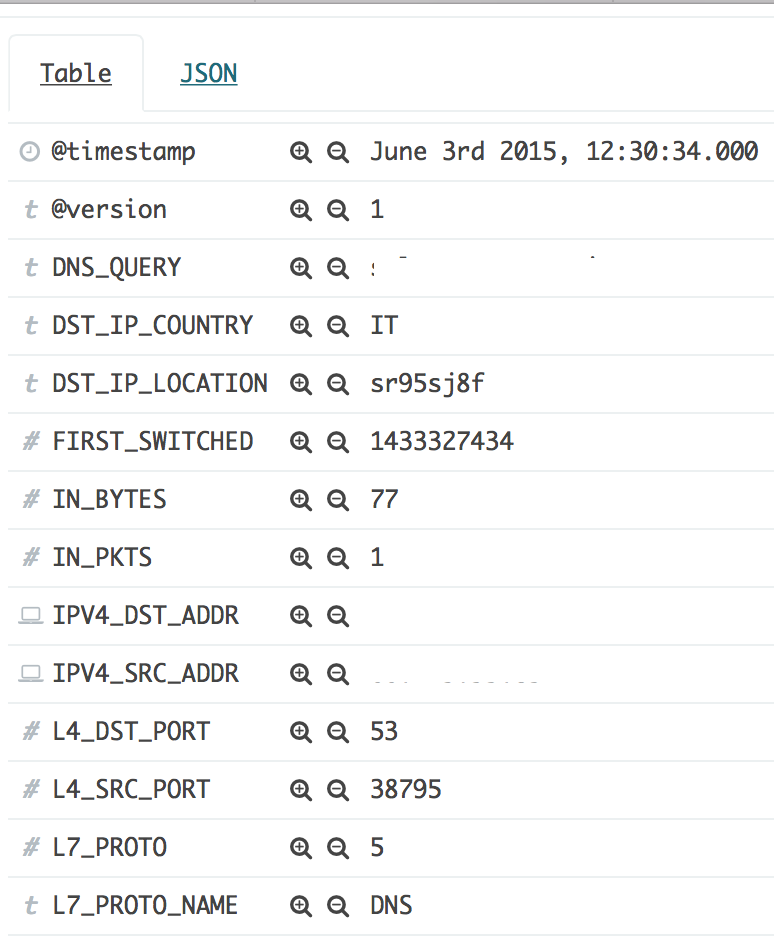 Table JSON
@timestamp June 3rd 2015, 12:30:34.000
t @version 1
t DNS_QUERY
t DST_IP_COUNTRY IT
t DST_IP_LOCATION sr95sj8f
# FIRST_SWITCHED 1433327434
# IN_BYTES 77
# IN_PKTS 1
IPV4_DST_ADDR
IPV4_SRC_ADDR
# L4_DST_PORT 53
# L4_SRC_PORT 38795
# L7_PROTO 5
t L7_PROTO_NAME DNS